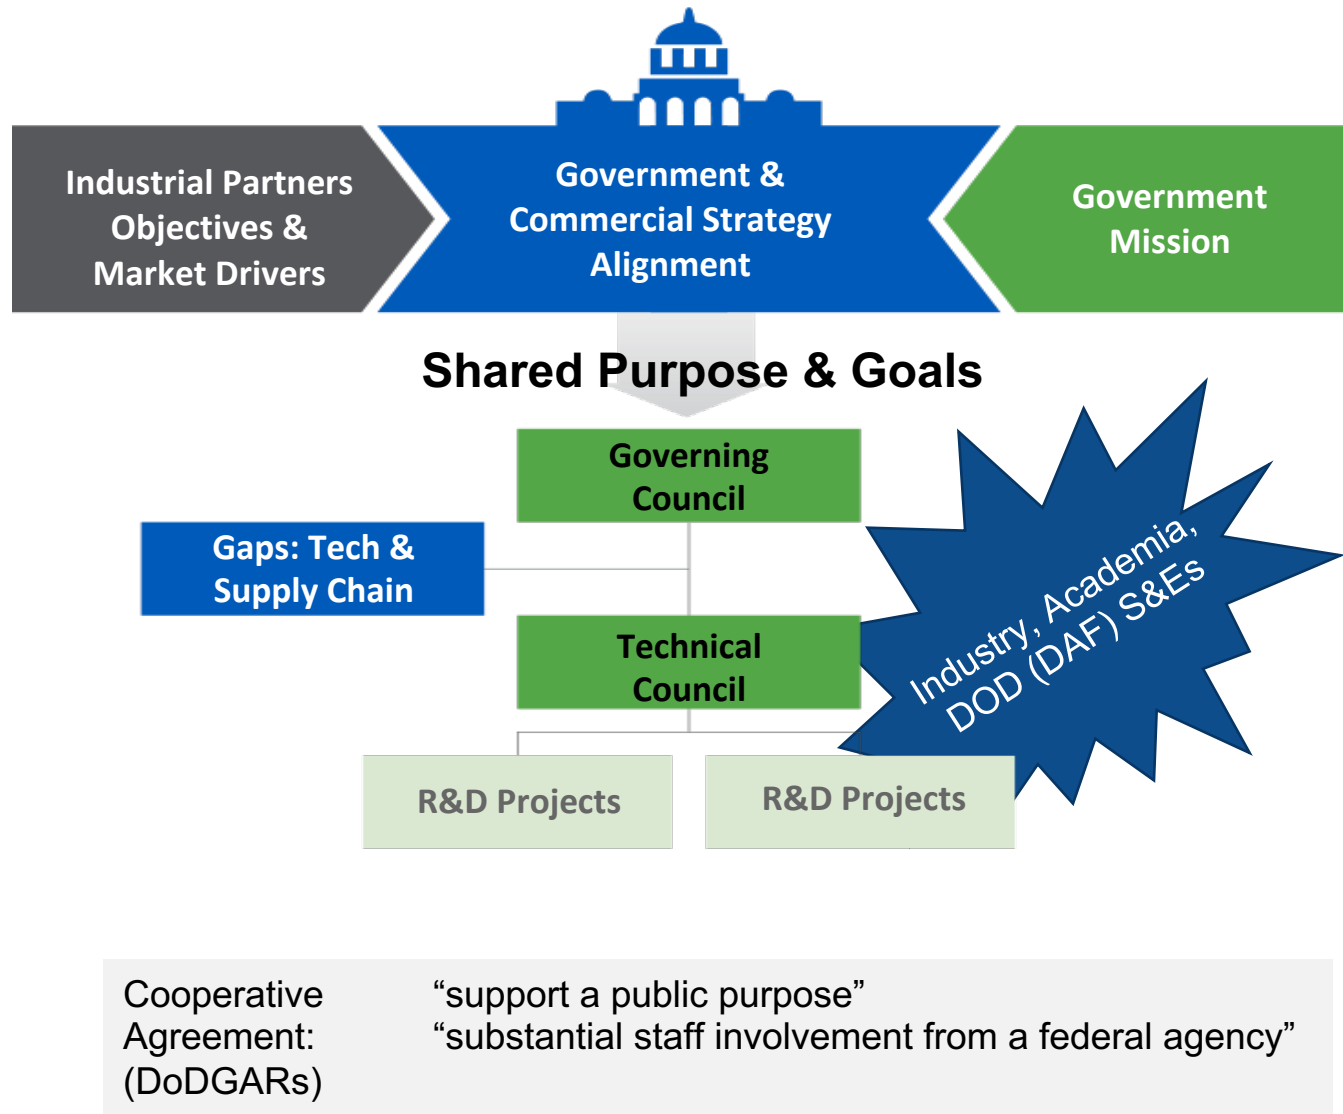 Industrial Partners
Objectives &
Market Drivers
Government &
Commercial Strategy
Alignment
Government
Mission
Shared Purpose & Goals
Governing
Council
Gaps: Tech &
Supply Chain
Technical
Council
Industry, Academia,
DOD (DAF) S&Es
R&D Projects
R&D Projects
Cooperative “support a public purpose”
Agreement: “substantial staff involvement from a federal agency”
(DoDGARs)